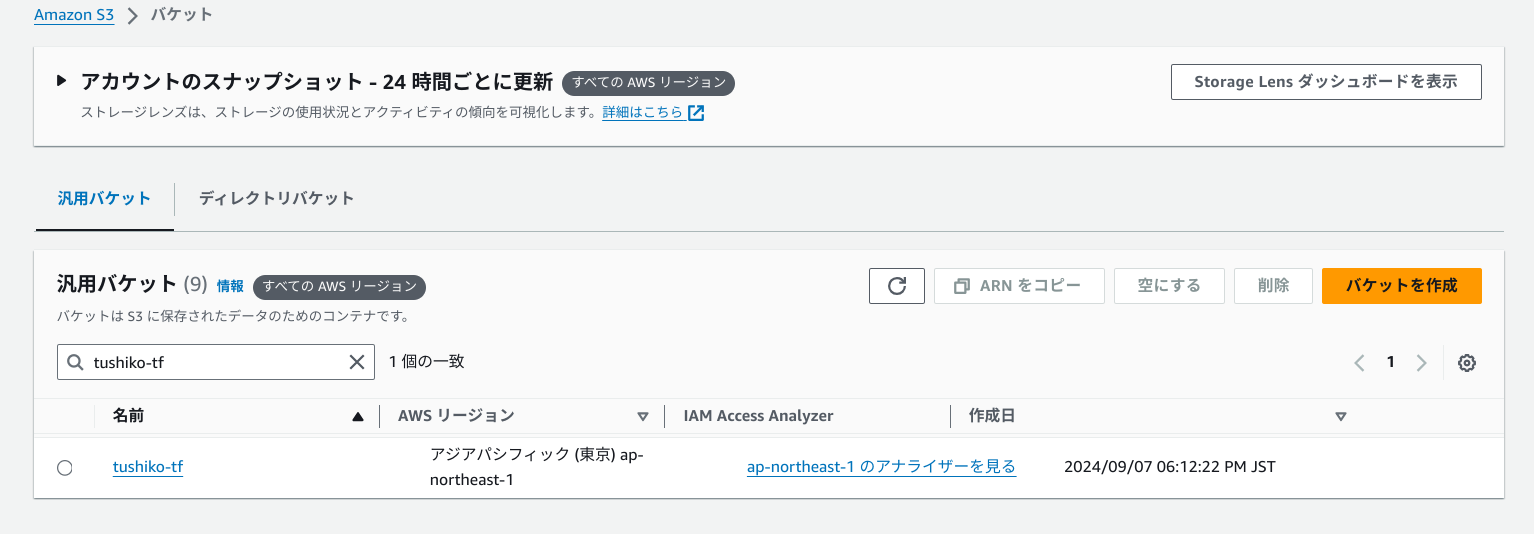 Amazon S3 > バケット
アカウントのスナップショット - 24 時間ごとに更新 すべての AWS リージョン
Storage Lens ダッシュボードを表示
ストレージレンズは、ストレージの使用状況とアクティビティの傾向を可視化します。詳細はこちら
汎用バケット ディレクトリバケット
汎用バケット (9) 情報 すべての AWS リージョン
ARN をコピー 空にする 削除 バケットを作成
バケットは S3 に保存されたデータのためのコンテナです。
tushiko-tf 1 個の一致
1
名前 AWS リージョン IAM Access Analyzer 作成日
tushiko-tf
アジアパシフィック (東京) ap-
northeast-1
ap-northeast-1 のアナライザーを見る
2024/09/07 06:12:22 PM JST